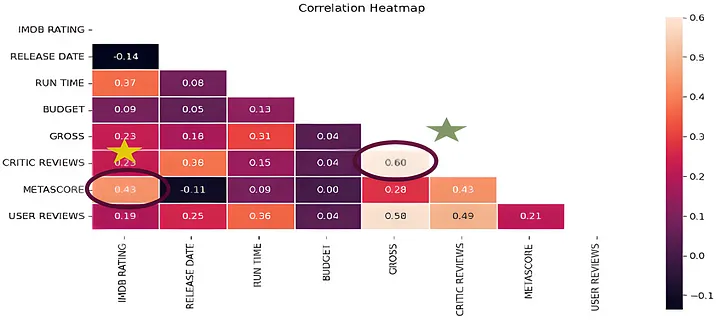 Correlation Heatmap
IMDB RATING
RELEASE DATE -0.14
RUN TIME 0.37 0.08
BUDGET 0.09 0.05 0.13
GROSS 0.23 0.18 0.31 0.04
CRITIC REVIEWS 0.23 0.38 0.15 0.04 0.60
METASCORE 0.43 -0.11 0.09 0.00 0.28 0.43
USER REVIEWS 0.19 0.25 0.36 0.04 0.58 0.49 0.21
IMDB RATING
RELEASE DATE
RUN TIME
BUDGET
GROSS
CRITIC REVIEWS
METASCORE
USER REVIEWS
0.6
0.5
0.4
0.3
0.2
0.1
0.0
−0.1